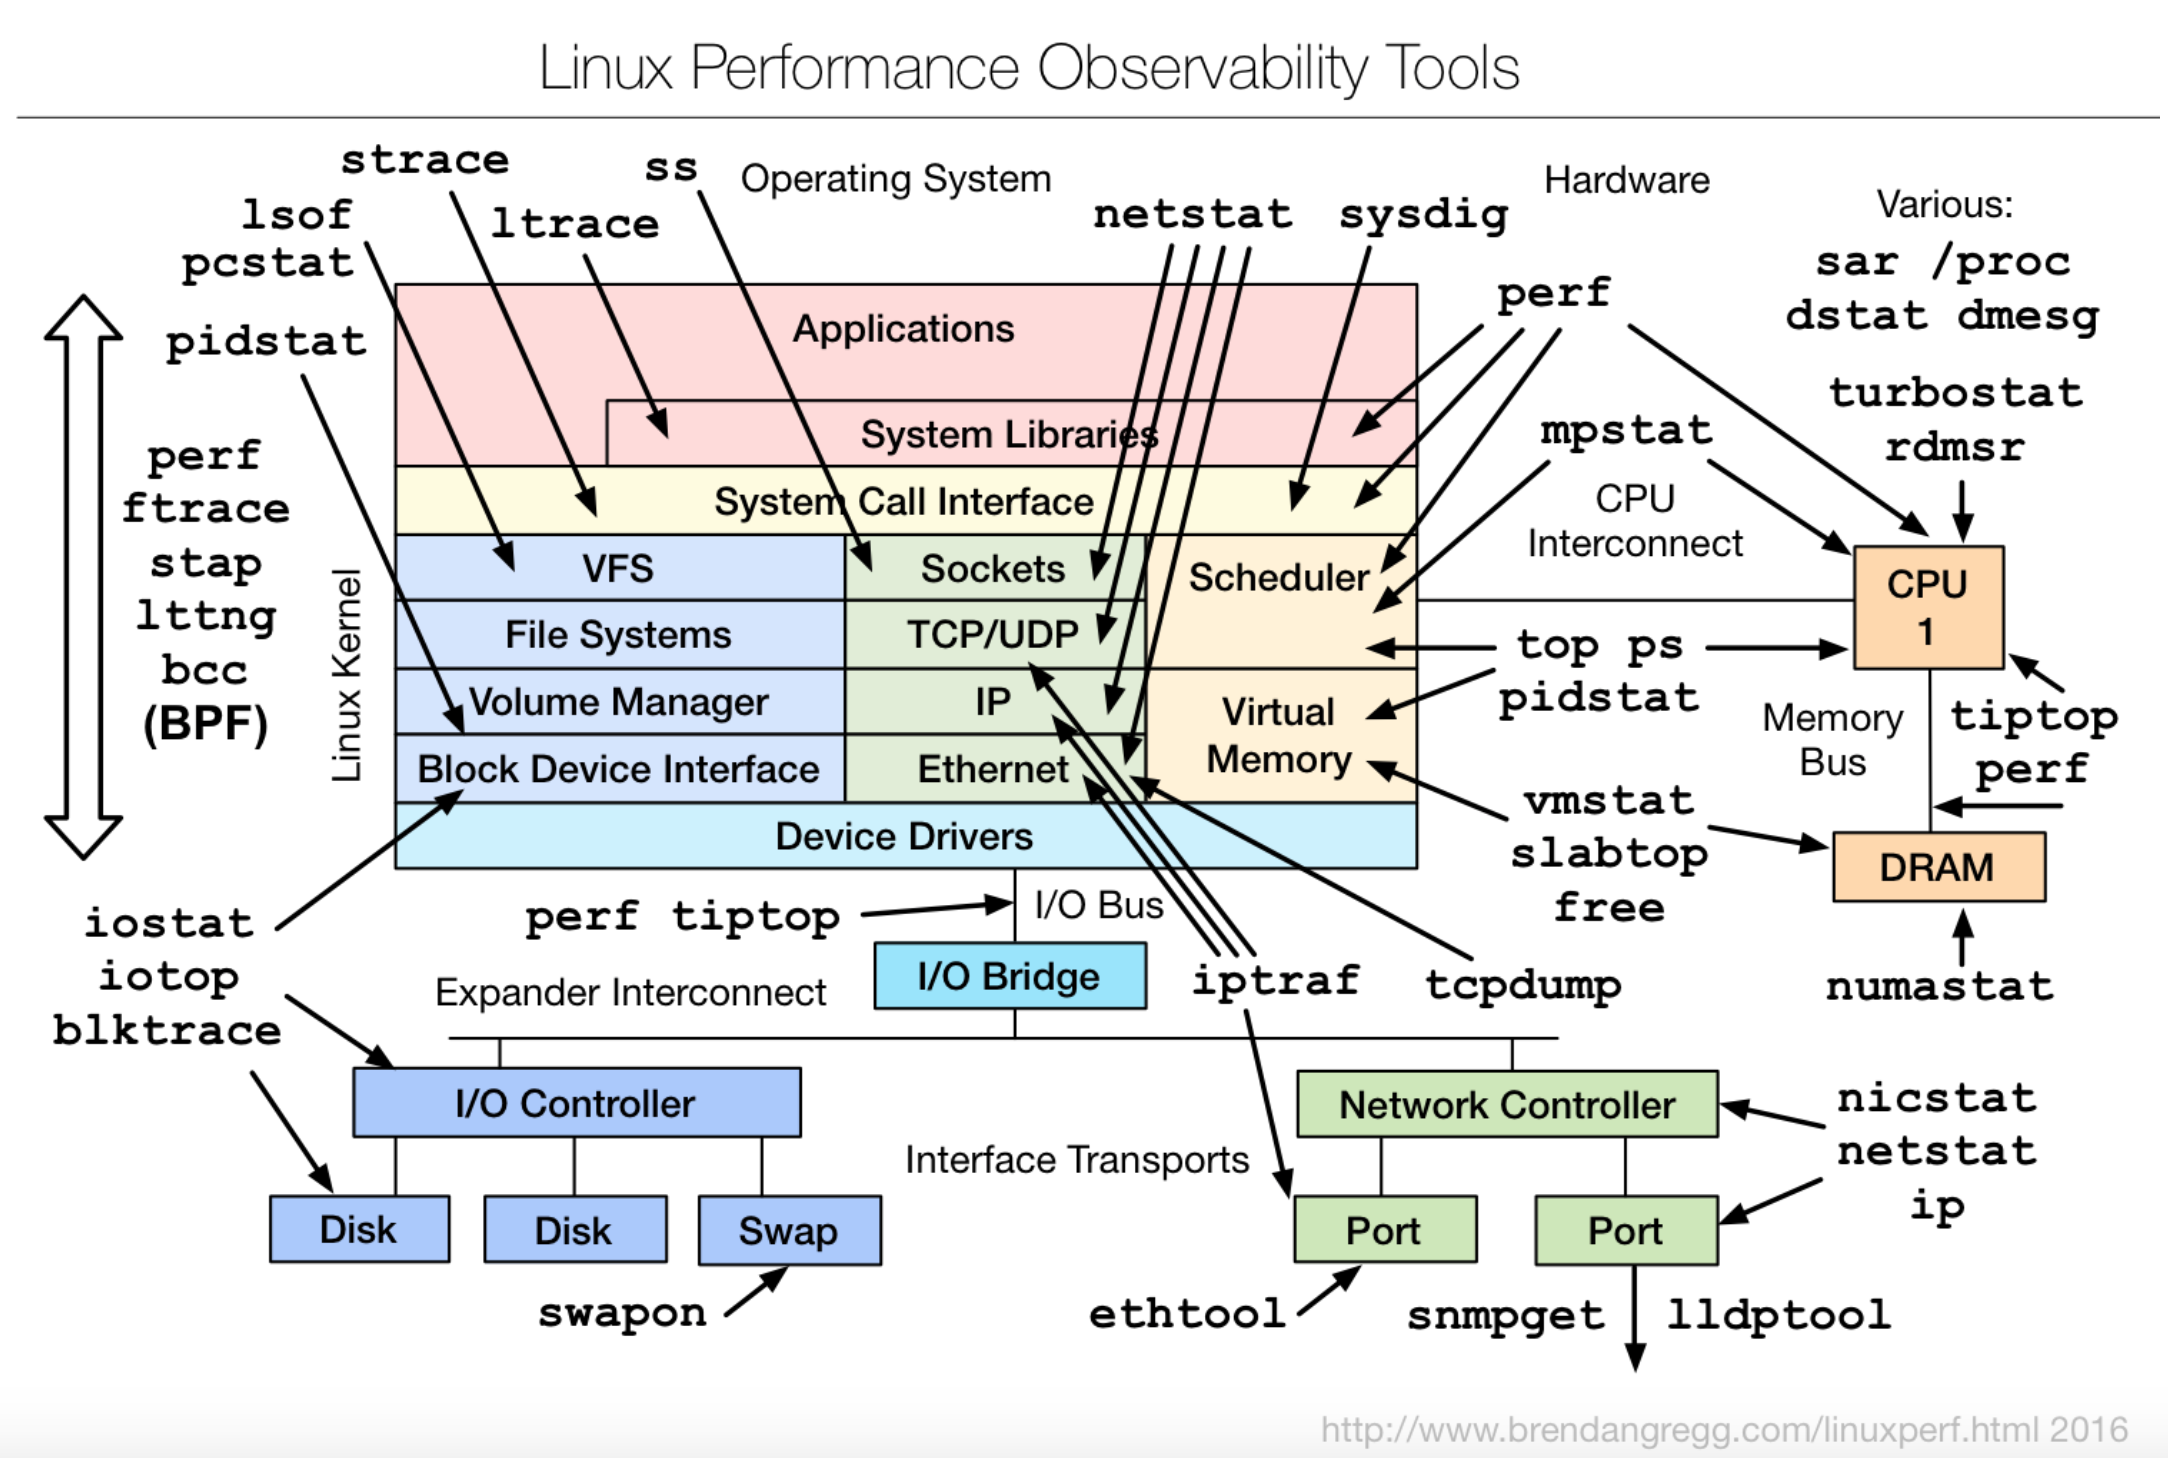 Linux Performance Observability Tools
strace
ss
Operating System
Hardware
lsof
ltrace
netstat
sysdig
Various:
pcstat
sar /proc
perf
dstat dmesg
pidstat
Applications
turbostat
mpstat
rdmsr
System Libraries
perf
ftrace
stap
lttng
bcc
(BPF)
Linux Kernel
System Call Interface
CPU
Interconnect
VFS
Sockets
Scheduler
CPU
1
File Systems
TCP/UDP
top ps
pidstat
Volume Manager
IP
Virtual
Memory
Memory
Bus
tiptop
perf
Block Device Interface
Ethernet
vmstat
slabtop
free
Device Drivers
DRAM
iostat
iotop
blktrace
perf tiptop
I/O Bus
I/O Bridge
Expander Interconnect
iptraf
tcpdump
numastat
I/O Controller
Network Controller
nicstat
netstat
ip
Interface Transports
Disk
Disk
Swap
Port
Port
swapon
ethtool
snmpget
lldptool
http://www.brendangregg.com/linuxperf.html 2016